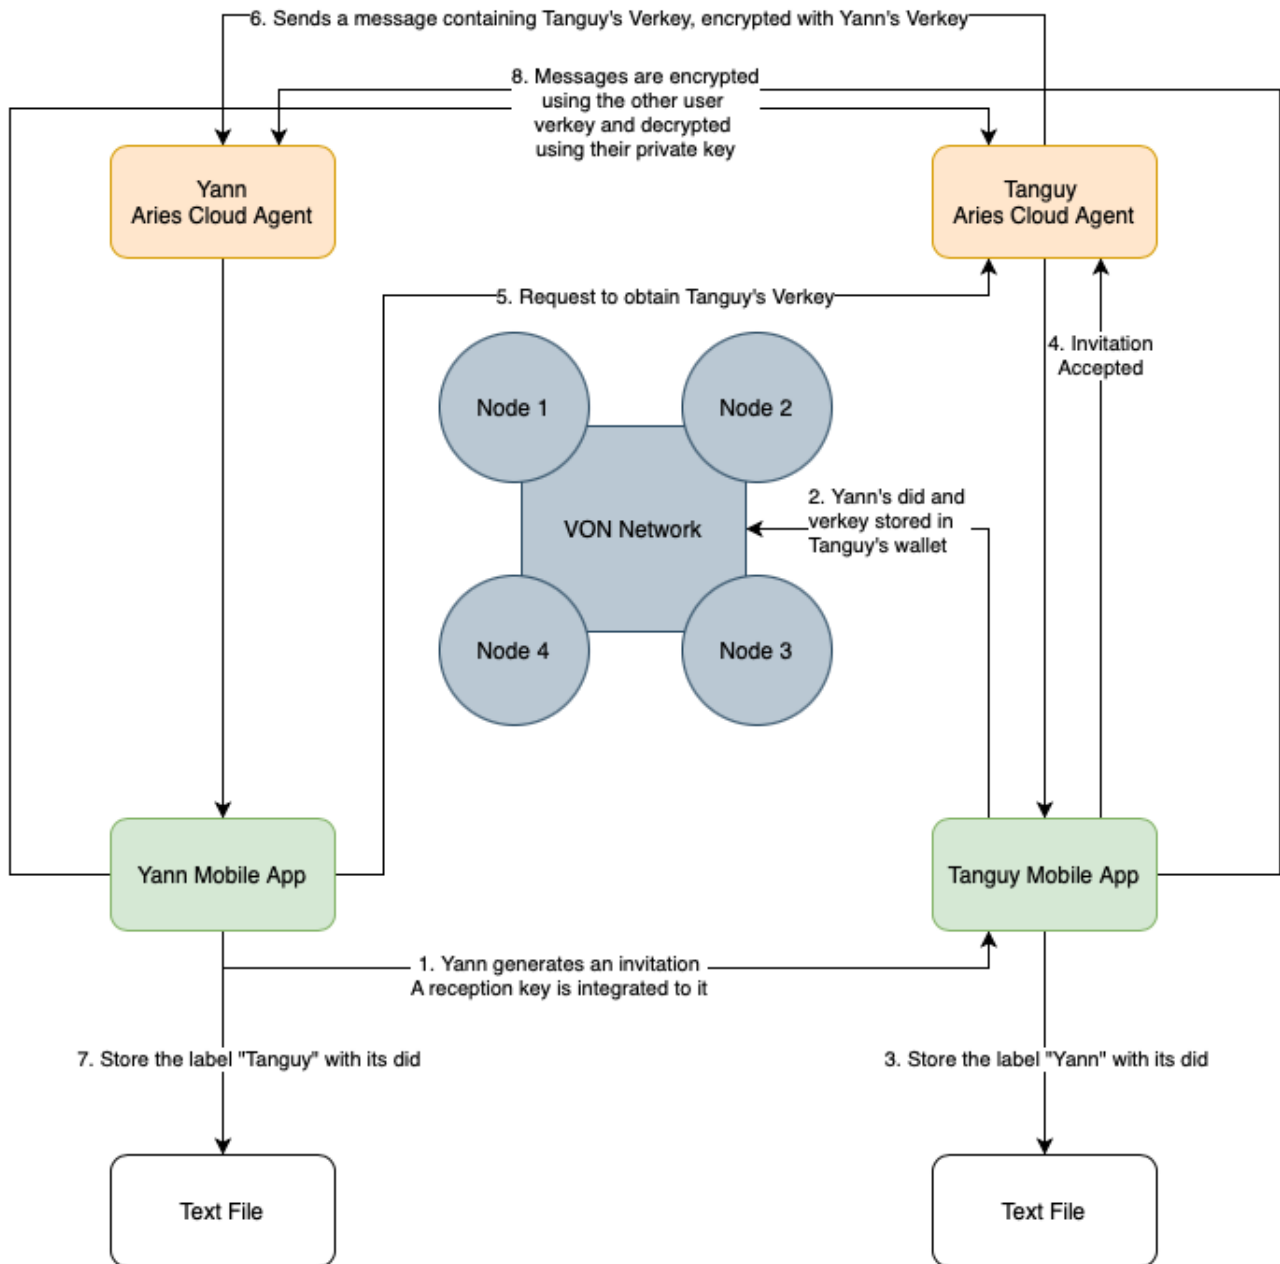 6. Sends a message containing Tanguy's Verkey, encrypted with Yann's Verkey
8. Messages are encrypted
using the other user
verkey and decrypted
using their private key
Yann
Aries Cloud Agent
Tanguy
Aries Cloud Agent
5. Request to obtain Tanguy's Verkey
4. Invitation
Accepted
Node 1
Node 2
2. Yann's did and
verkey stored in
Tanguy's wallet
VON Network
Node 4
Node 3
Yann Mobile App
Tanguy Mobile App
1. Yann generates an invitation
A reception key is integrated to it
7. Store the label "Tanguy" with its did
3. Store the label "Yann" with its did
Text File
Text File